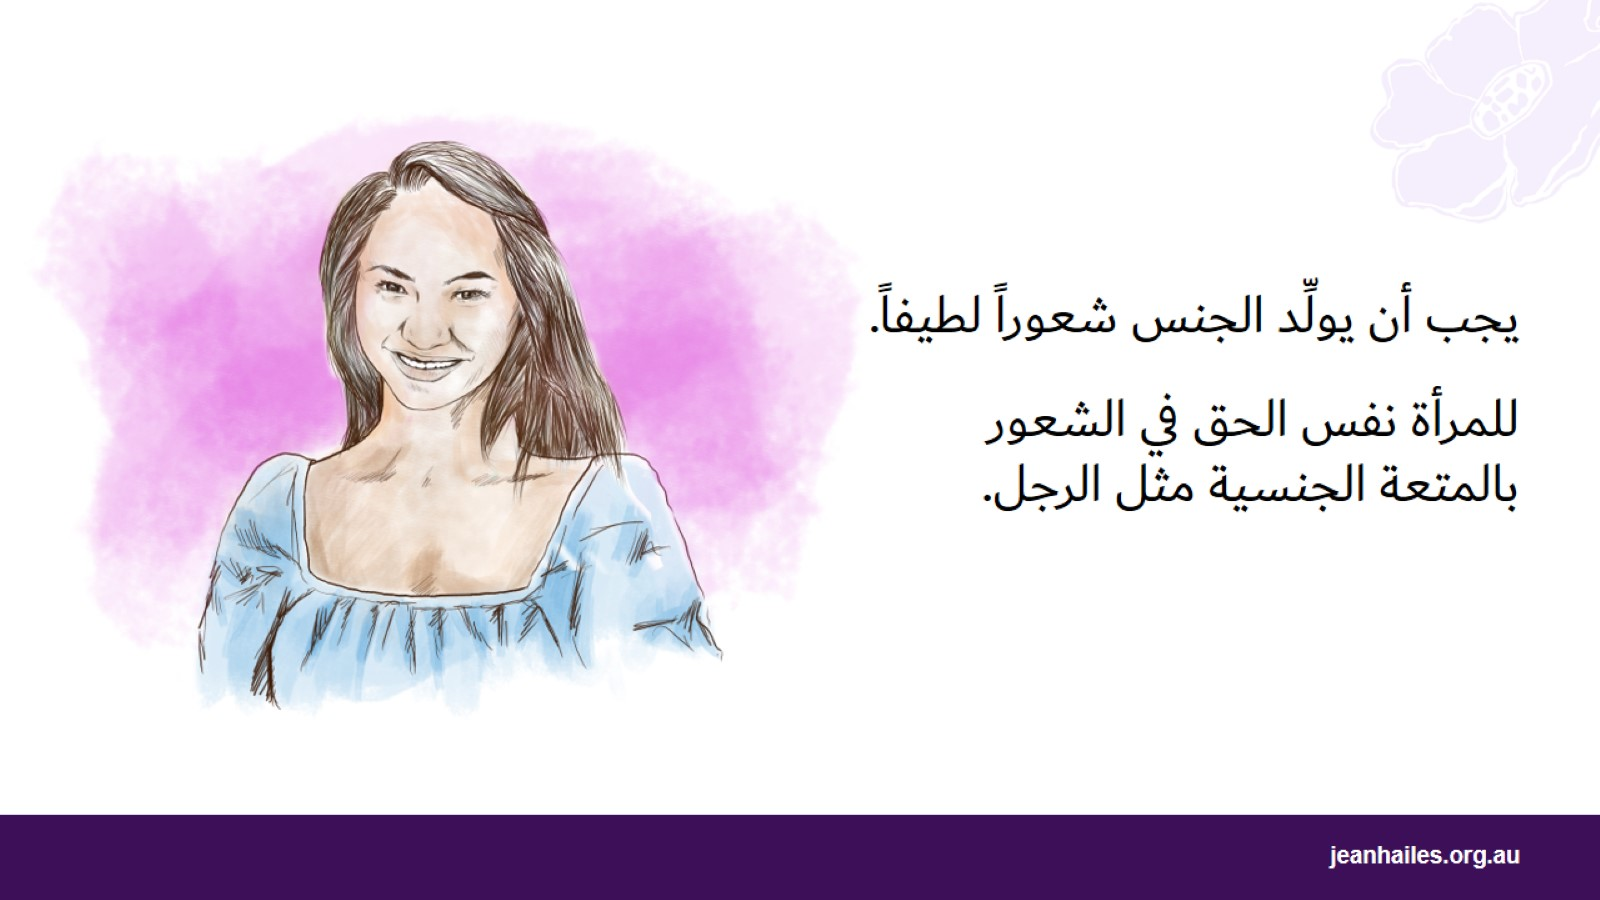 يجب أن يولِّد الجنس شعوراً لطيفاً.
للمرأة نفس الحق في الشعور
بالمتعة الجنسية مثل الرجل.
jeanhailes.org.au